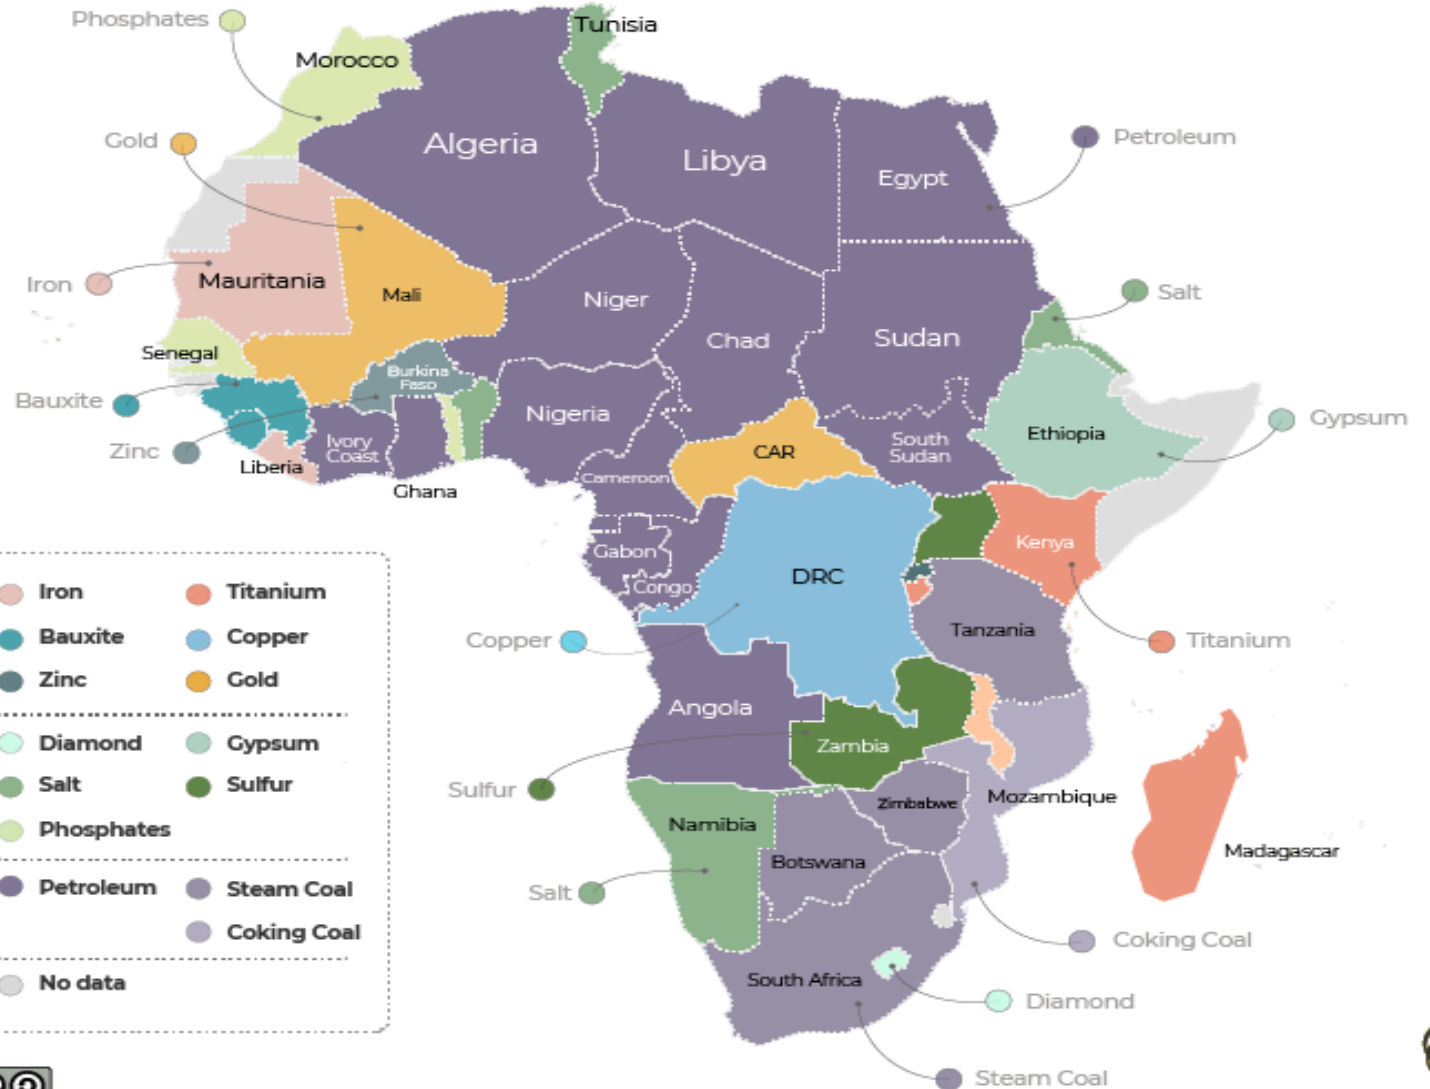 Phosphates
Tunisia
Morocco
Gold
Algeria
Libya
Egypt
Petroleum
Iron
Mauritania
Mali
Niger
Chad
Sudan
Salt
Senegal
Bauxite
Burkina
Faso
Zinc
Liberia
Ivory
Coast
Ghana
Nigeria
Cameroon
CAR
South
Sudan
Ethiopia
Gypsum
Gabon
Congo
DRC
Kenya
Copper
Tanzania
Titanium
Angola
Zambia
Sulfur
Zimbabwe
Mozambique
Namibia
Botswana
Madagascar
Salt
Coking Coal
South Africa
Diamond
Steam Coal
Iron
Titanium
Bauxite
Copper
Zinc
Gold
Diamond
Gypsum
Salt
Sulfur
Phosphates
Petroleum
Steam Coal
Coking Coal
No data